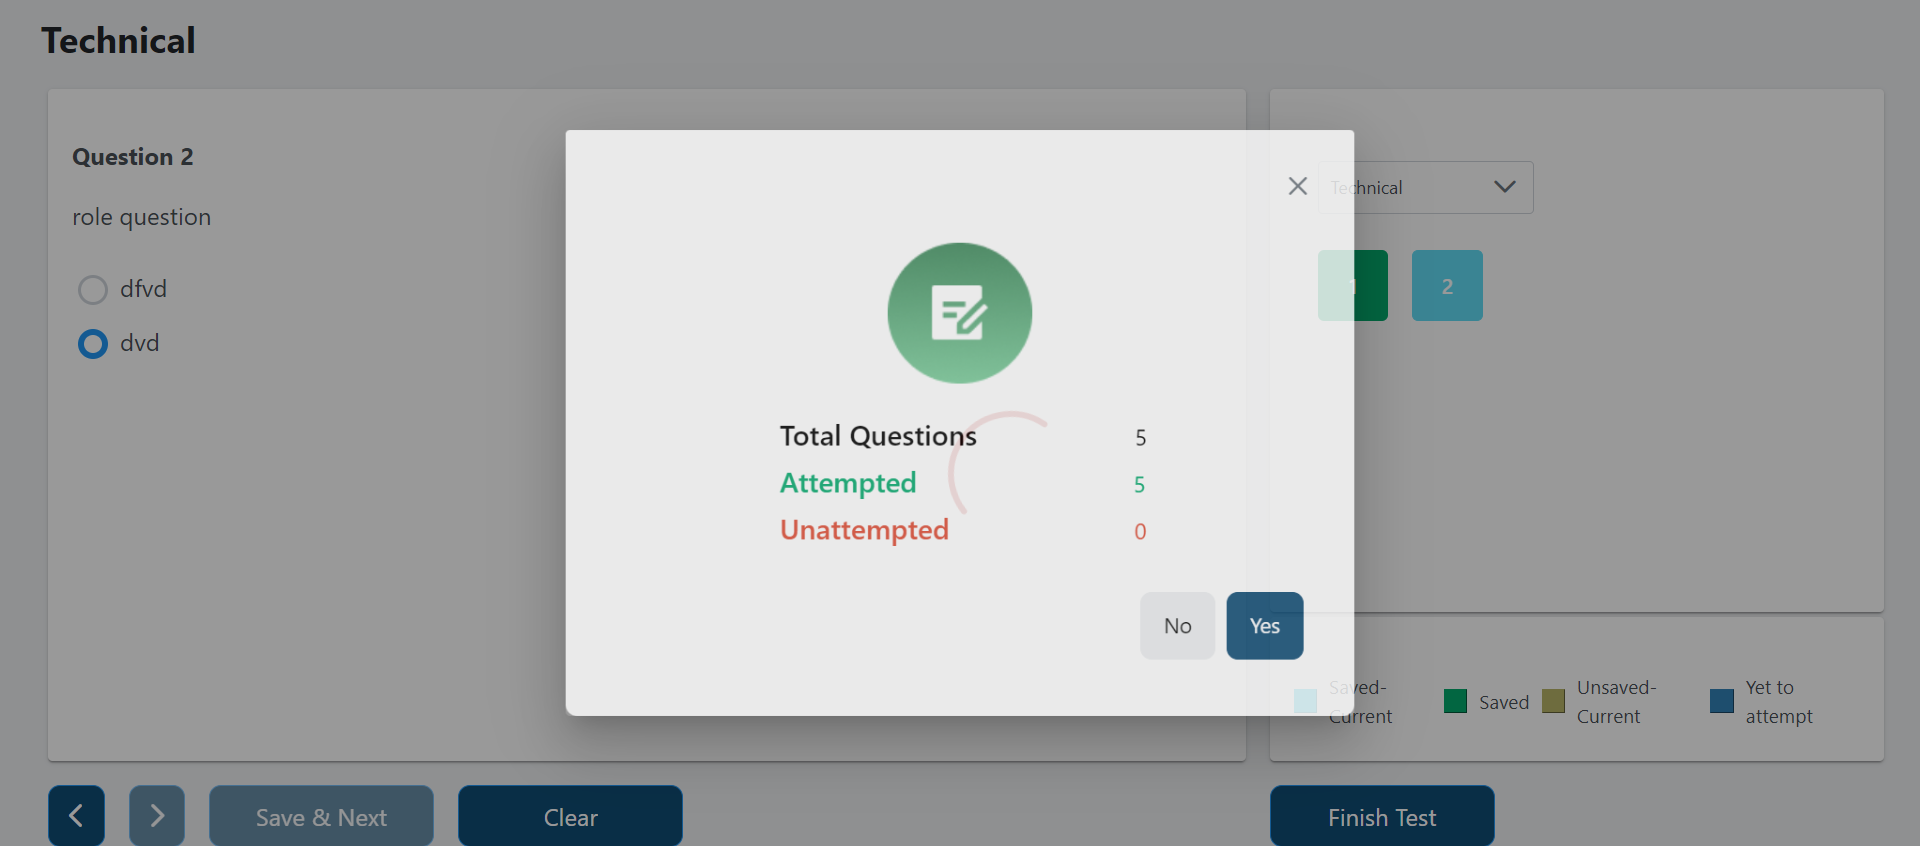 Technical
Question 2
role question
dfvd
dvd
Technical
1
2
Total Questions 5
Attempted 5
Unattempted 0
No
Yes
Saved-
Current
Saved
Unsaved-
Current
Yet to
attempt
Save & Next
Clear
Finish Test